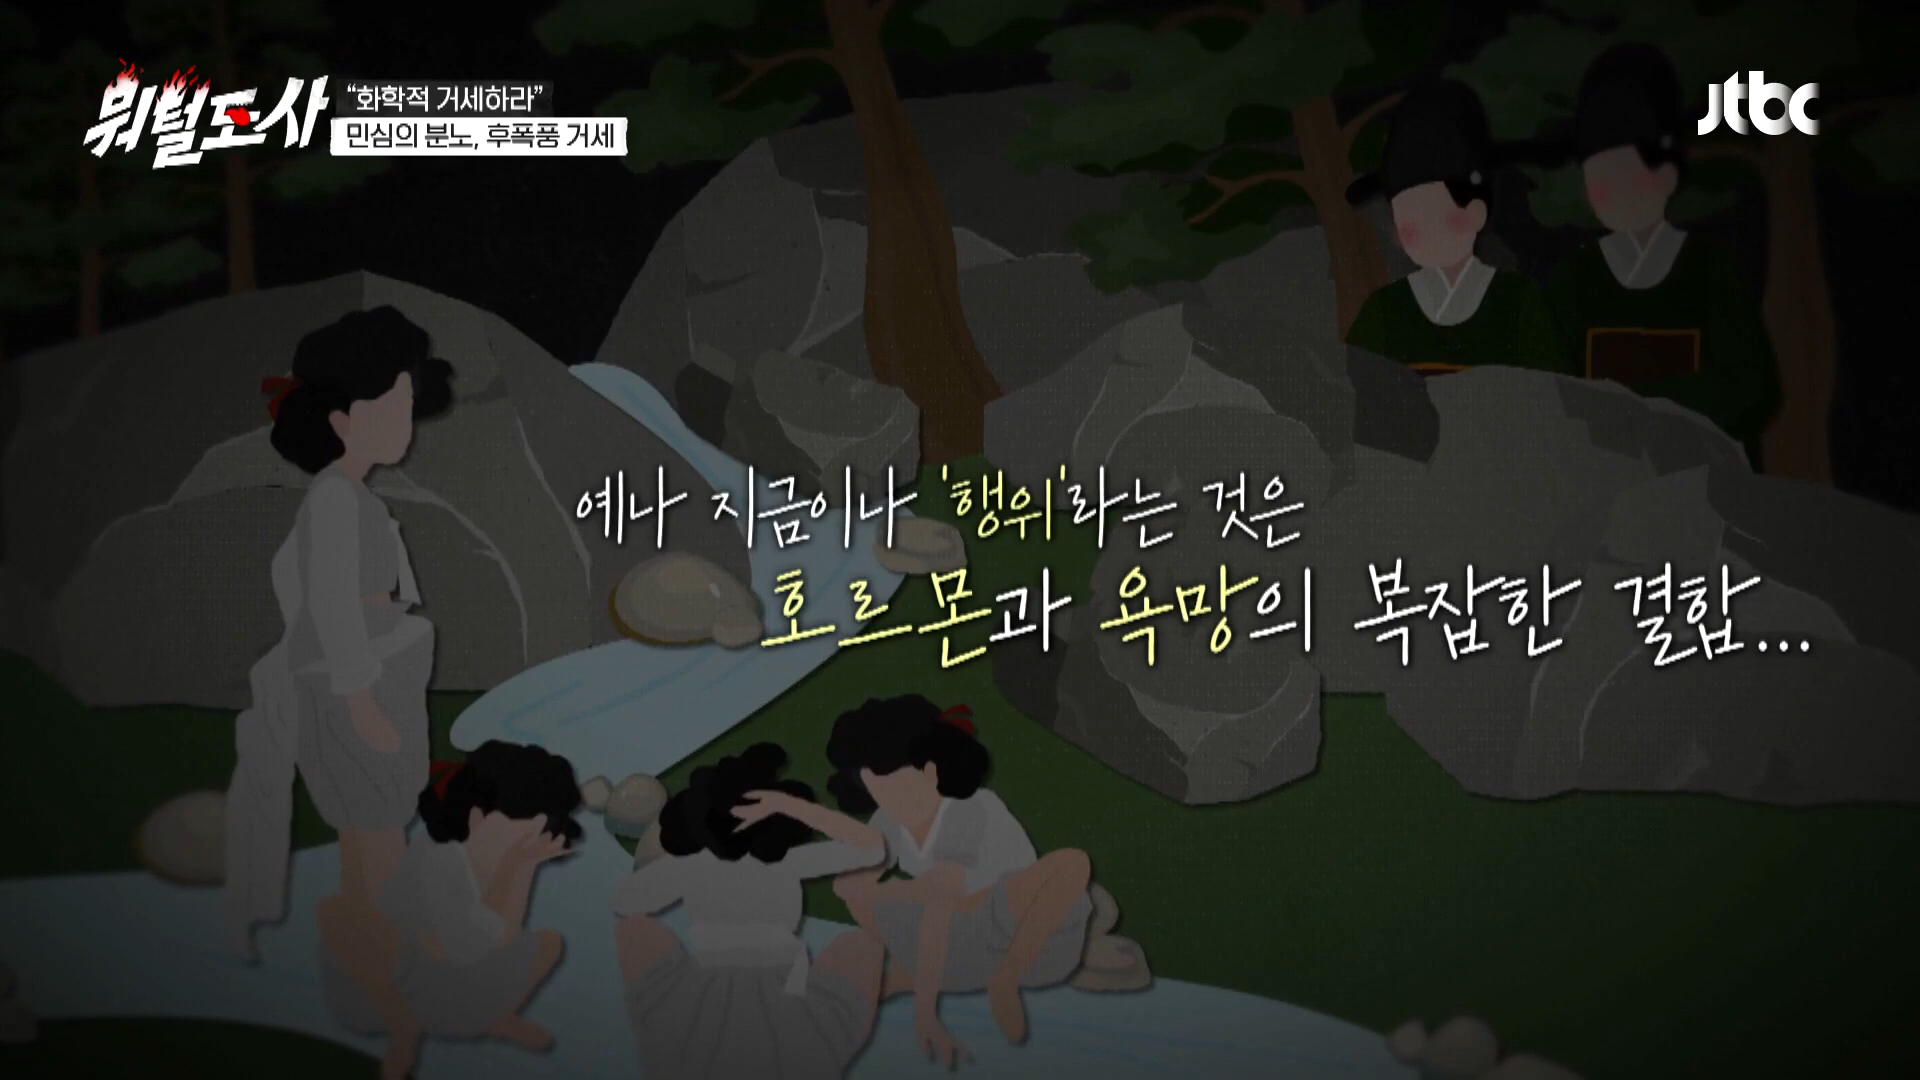 뭐털도사
“화학적 거세하라”
민심의 분노, 후폭풍 거세
jtbc
예나 지금이나 '행위'라는 것은
호르몬과 욕망의 복잡한 결합...